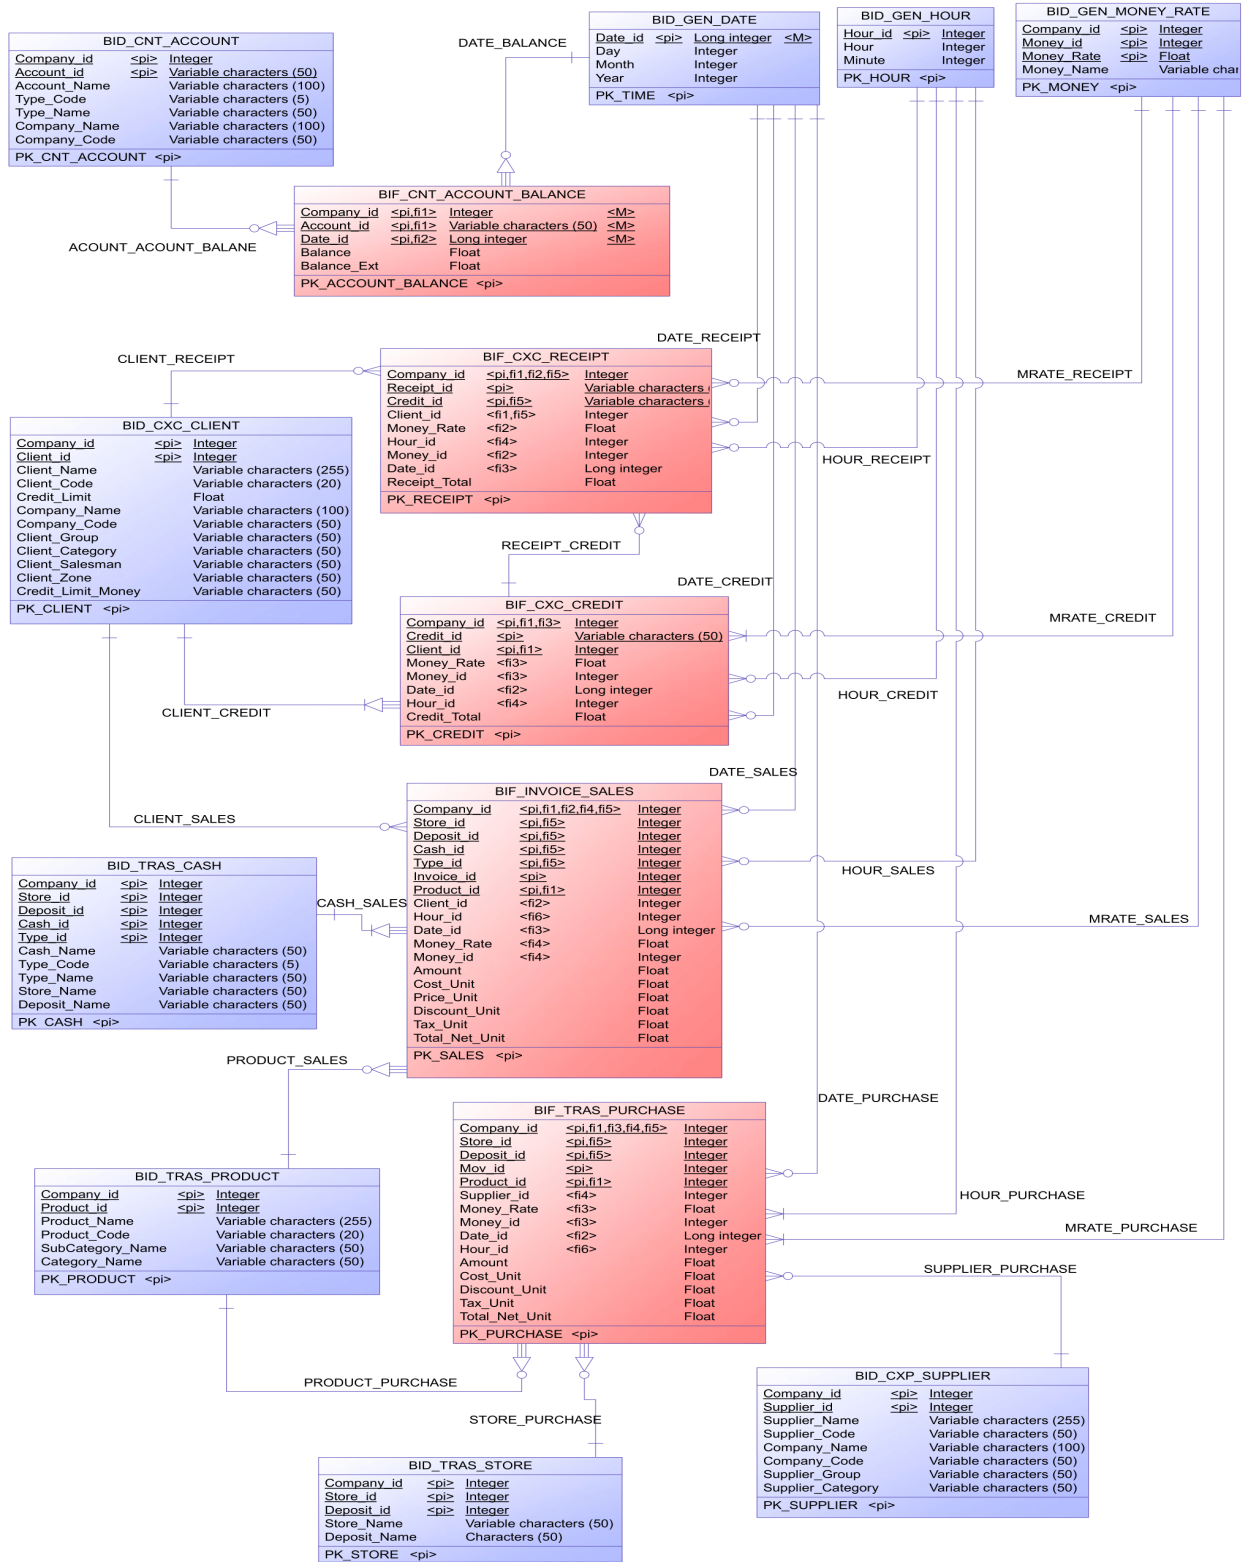 BID_GEN_DATE
Date_id <pi> Long integer <M>
Day Integer
Month Integer
Year Integer
PK_TIME <pi>
BID_GEN_HOUR
Hour_id <pi> Integer
Hour Integer
Minute Integer
PK_HOUR <pi>
BID_GEN_MONEY_RATE
Company_id <pi> Integer
Money_id <pi> Integer
Money_Rate <pi> Float
Money_Name Variable char
PK_MONEY <pi>
BID_CNT_ACCOUNT
Company_id <pi> Integer
Account_id <pi> Variable characters (50)
Account_Name Variable characters (100)
Type_Code Variable characters (5)
Type_Name Variable characters (50)
Company_Name Variable characters (100)
Company_Code Variable characters (50)
PK_CNT_ACCOUNT <pi>
DATE_BALANCE
BIF_CNT_ACCOUNT_BALANCE
Company_id <pi,fi1> Integer <M>
Account_id <pi,fi1> Variable characters (50) <M>
Date_id <pi,fi2> Long integer <M>
Balance Float
Balance_Ext Float
PK_ACCOUNT_BALANCE <pi>
ACOUNT_ACOUNT_BALANE
DATE_RECEIPT
CLIENT_RECEIPT
BIF_CXC_RECEIPT
Company_id <pi,fi1,fi2,fi5> Integer
Receipt_id <pi> Variable characters (
Credit_id <pi,fi5> Variable characters (
Client_id <fi1,fi5> Integer
Money_Rate <fi2> Float
Hour_id <fi4> Integer
Money_id <fi2> Integer
Date_id <fi3> Long integer
Receipt_Total Float
PK_RECEIPT <pi>
MRATE_RECEIPT
HOUR_RECEIPT
BID_CXC_CLIENT
Company_id <pi> Integer
Client_id <pi> Integer
Client_Name Variable characters (255)
Client_Code Variable characters (20)
Credit_Limit Float
Company_Name Variable characters (100)
Company_Code Variable characters (50)
Client_Group Variable characters (50)
Client_Category Variable characters (50)
Client_Salesman Variable characters (50)
Client_Zone Variable characters (50)
Credit_Limit_Money Variable characters (50)
PK_CLIENT <pi>
RECEIPT_CREDIT
DATE_CREDIT
BIF_CXC_CREDIT
Company_id <pi,fi1,fi3> Integer
Credit_id <pi> Variable characters (50)
Client_id <pi,fi1> Integer
Money_Rate <fi3> Float
Money_id <fi3> Integer
Date_id <fi2> Long integer
Hour_id <fi4> Integer
Credit_Total Float
PK_CREDIT <pi>
MRATE_CREDIT
HOUR_CREDIT
CLIENT_CREDIT
DATE_SALES
BIF_INVOICE_SALES
Company_id <pi,fi1,fi2,fi4,fi5> Integer
Store_id <pi,fi5> Integer
Deposit_id <pi,fi5> Integer
Cash_id <pi,fi5> Integer
Type_id <pi,fi5> Integer
Invoice_id <pi> Integer
Product_id <pi,fi1> Integer
Client_id <fi2> Integer
Hour_id <fi6> Integer
Date_id <fi3> Long integer
Money_Rate <fi4> Float
Money_id <fi4> Integer
Amount Float
Cost_Unit Float
Price_Unit Float
Discount_Unit Float
Tax_Unit Float
Total_Net_Unit Float
PK_SALES <pi>
CLIENT_SALES
HOUR_SALES
MRATE_SALES
CASH_SALES
BID_TRAS_CASH
Company_id <pi> Integer
Store_id <pi> Integer
Deposit_id <pi> Integer
Cash_id <pi> Integer
Type_id <pi> Integer
Cash_Name Variable characters (50)
Type_Code Variable characters (5)
Type_Name Variable characters (50)
Store_Name Variable characters (50)
Deposit_Name Variable characters (50)
PK_CASH <pi>
PRODUCT_SALES
DATE_PURCHASE
BIF_TRAS_PURCHASE
Company_id <pi,fi1,fi3,fi4,fi5> Integer
Store_id <pi,fi5> Integer
Deposit_id <pi,fi5> Integer
Mov_id <pi> Integer
Product_id <pi,fi1> Integer
Supplier_id <fi4> Integer
Money_Rate <fi3> Float
Money_id <fi3> Integer
Date_id <fi2> Long integer
Hour_id <fi6> Integer
Amount Float
Cost_Unit Float
Discount_Unit Float
Tax_Unit Float
Total_Net_Unit Float
PK_PURCHASE <pi>
HOUR_PURCHASE
MRATE_PURCHASE
SUPPLIER_PURCHASE
BID_TRAS_PRODUCT
Company_id <pi> Integer
Product_id <pi> Integer
Product_Name Variable characters (255)
Product_Code Variable characters (20)
SubCategory_Name Variable characters (50)
Category_Name Variable characters (50)
PK_PRODUCT <pi>
PRODUCT_PURCHASE
STORE_PURCHASE
BID_CXP_SUPPLIER
Company_id <pi> Integer
Supplier_id <pi> Integer
Supplier_Name Variable characters (255)
Supplier_Code Variable characters (50)
Company_Name Variable characters (100)
Company_Code Variable characters (50)
Supplier_Group Variable characters (50)
Supplier_Category Variable characters (50)
PK_SUPPLIER <pi>
BID_TRAS_STORE
Company_id <pi> Integer
Store_id <pi> Integer
Deposit_id <pi> Integer
Store_Name Variable characters (50)
Deposit_Name Characters (50)
PK_STORE <pi>